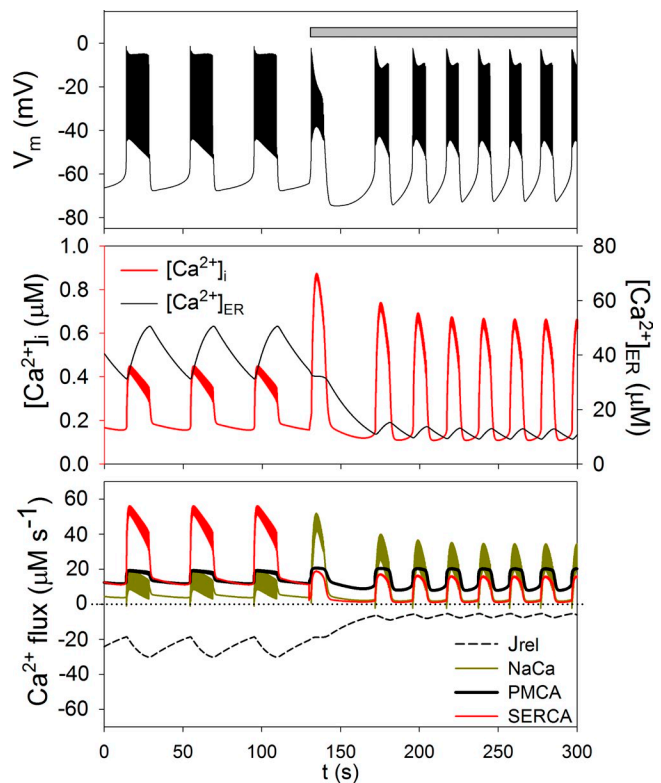 0
-20
-40
-60
-80
V_m (mV)
1.0
0.8
0.6
0.4
0.2
0.0
[Ca²⁺]_i (μM)
[Ca²⁺]_i
[Ca²⁺]_ER
80
60
40
20
0
[Ca²⁺]_ER (μM)
60
40
20
0
-20
-40
-60
Ca²⁺ flux (μM s⁻¹)
Jrel
NaCa
PMCA
SERCA
0 50 100 150 200 250 300
t (s)